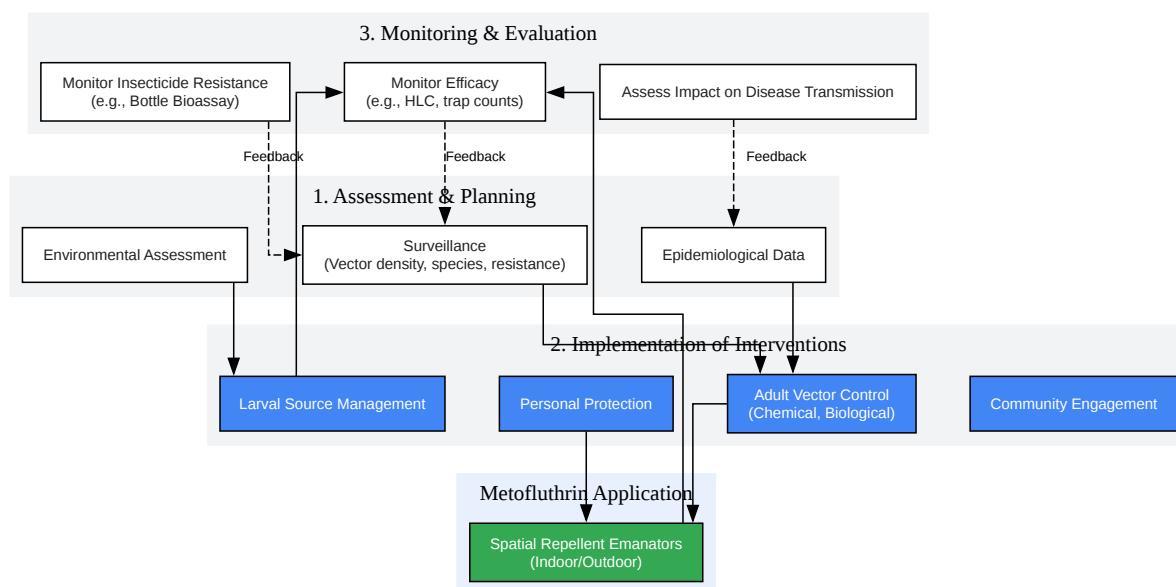 3. Monitoring & Evaluation
Monitor Insecticide Resistance
(e.g., Bottle Bioassay)
Monitor Efficacy
(e.g., HLC, trap counts)
Assess Impact on Disease Transmission
Feedback
Feedback
Feedback
1. Assessment & Planning
Environmental Assessment
Surveillance
(Vector density, species, resistance)
Epidemiological Data
2. Implementation of Interventions
Larval Source Management
Personal Protection
Adult Vector Control
(Chemical, Biological)
Community Engagement
Metofluthrin Application
Spatial Repellent Emanators
(Indoor/Outdoor)